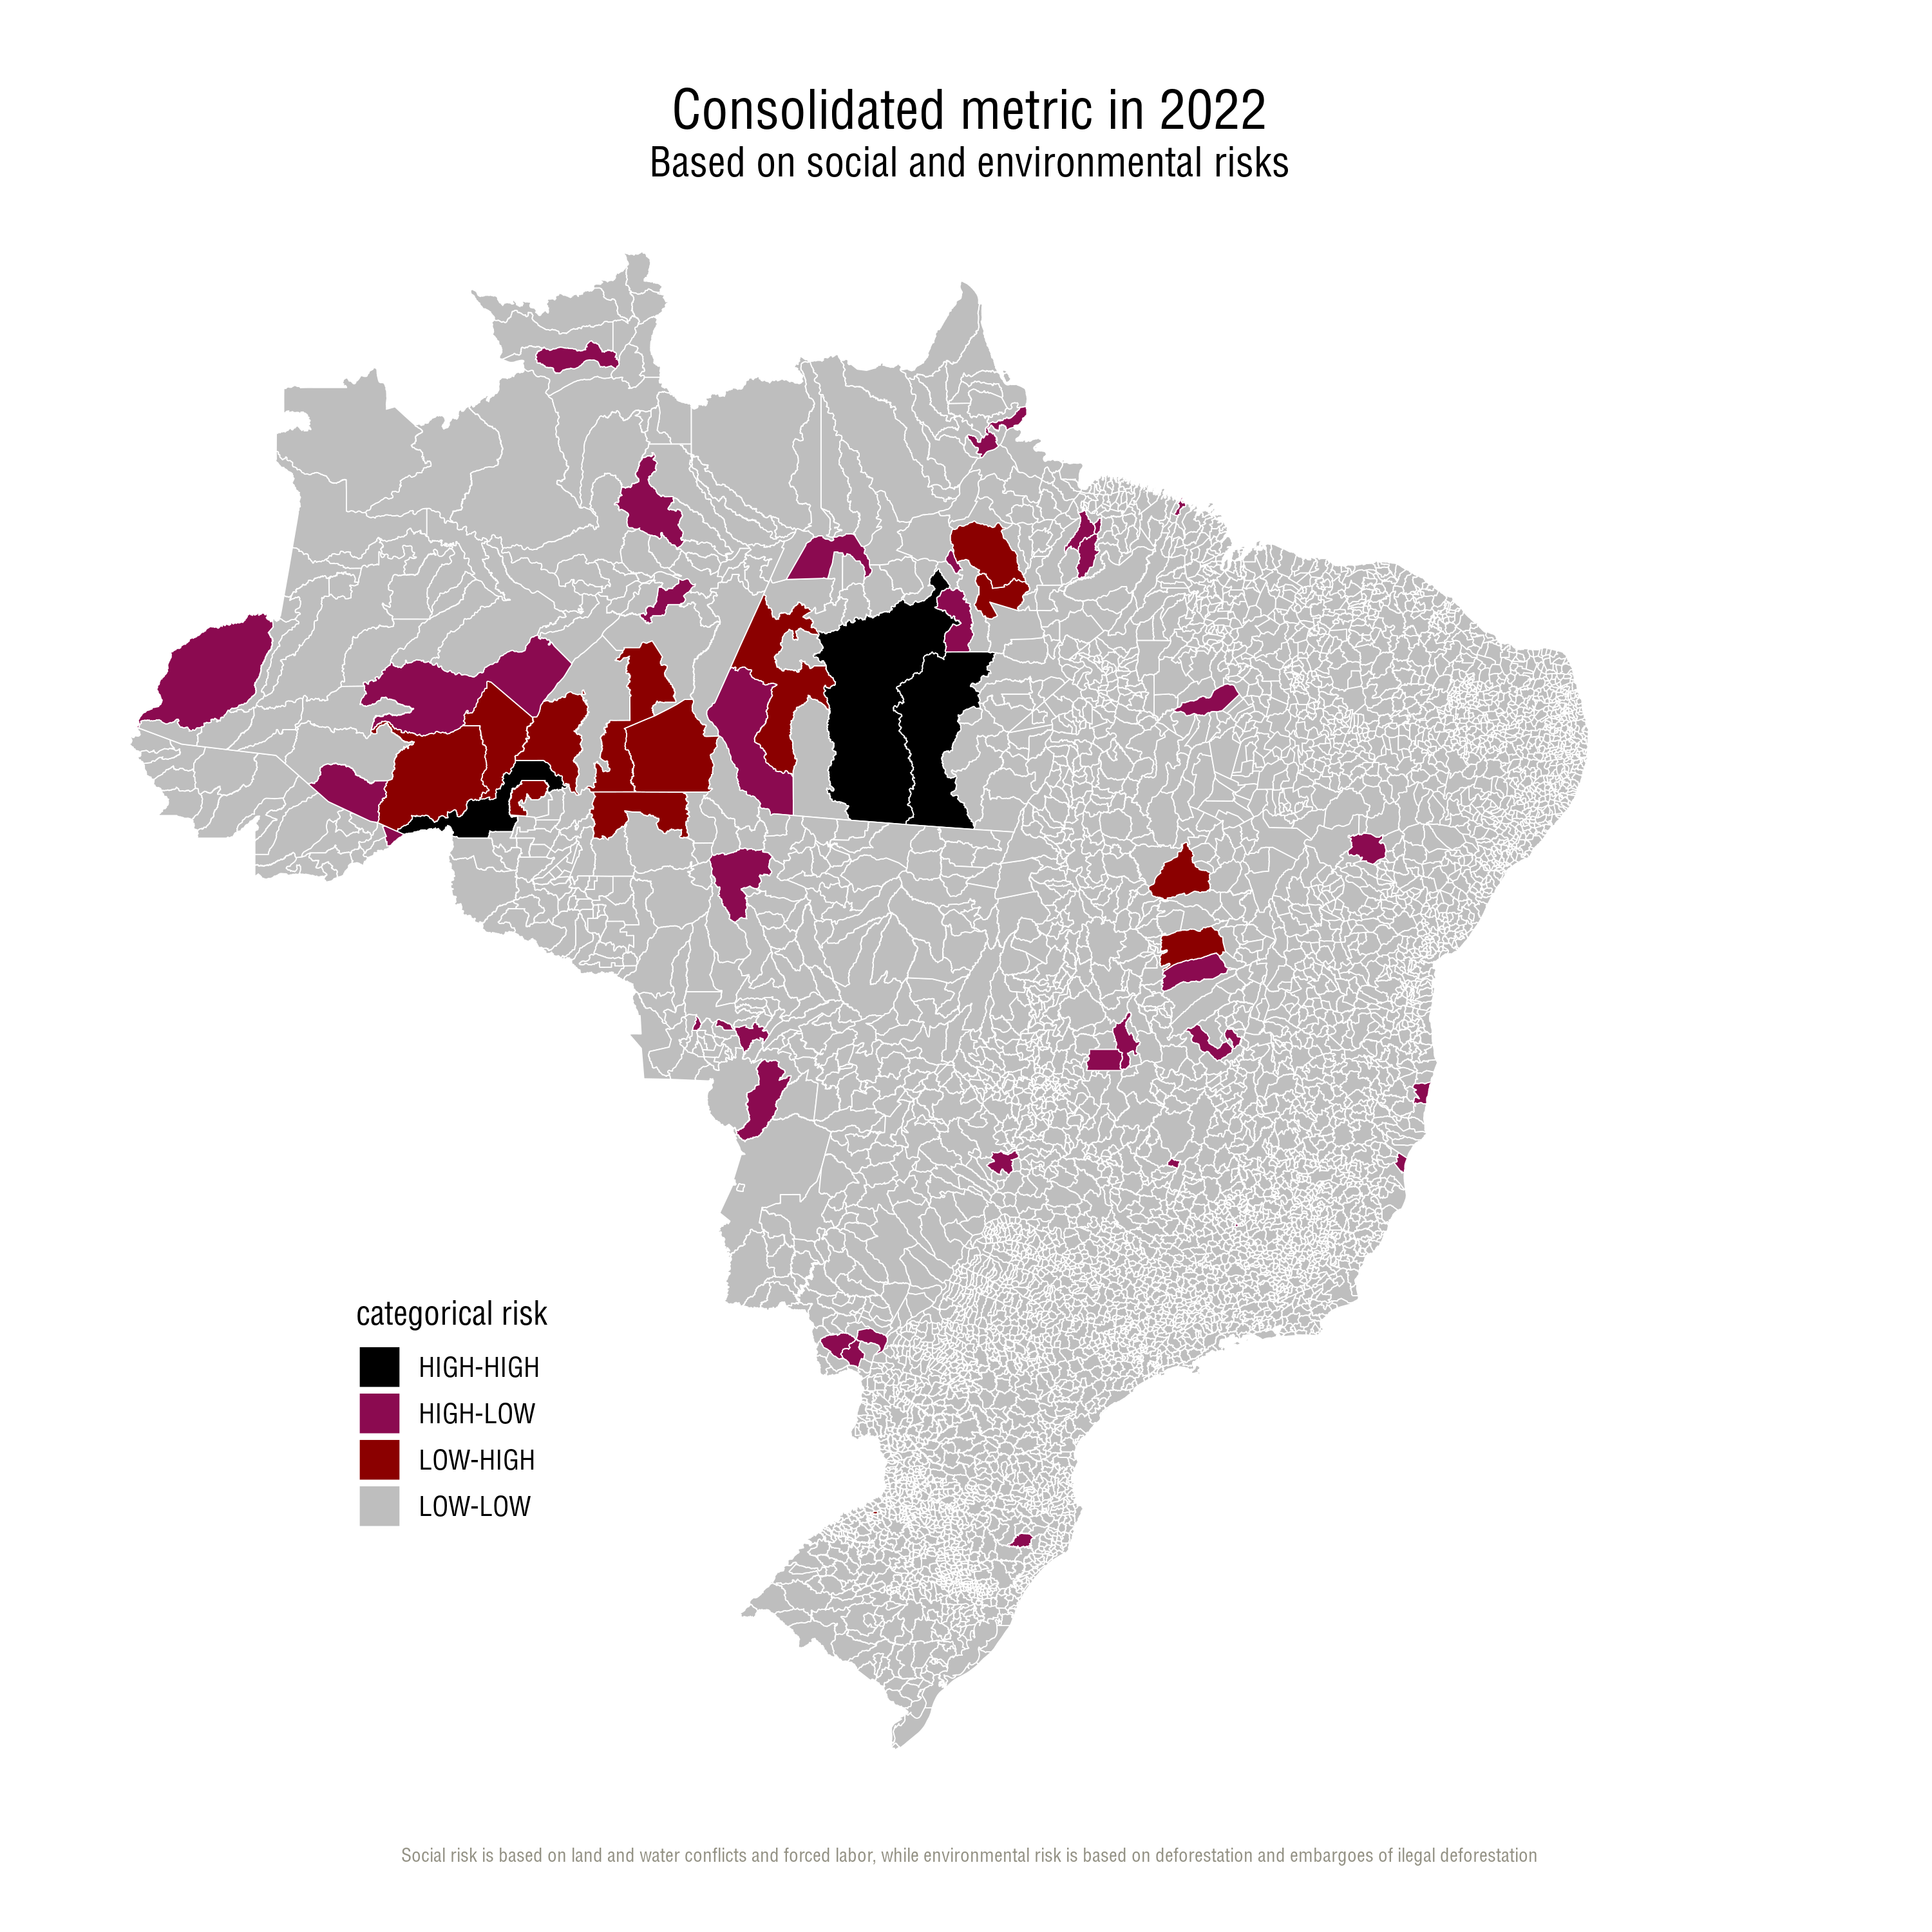 Consolidated metric in 2022
Based on social and environmental risks
categorical risk
HIGH-HIGH
HIGH-LOW
LOW-HIGH
LOW-LOW
Social risk is based on land and water conflicts and forced labor, while environmental risk is based on deforestation and embargoes of ilegal deforestation